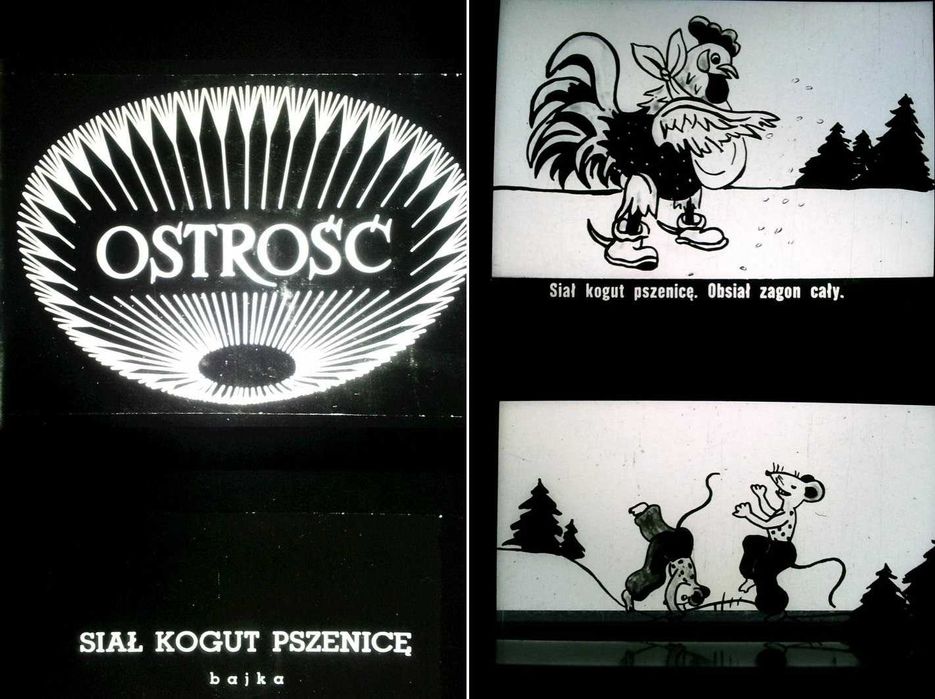 OSTROŚĆ
SIAŁ KOGUT PSZENICĘ
bajka
Siał kogut pszenicę. Obsiał zagon cały.